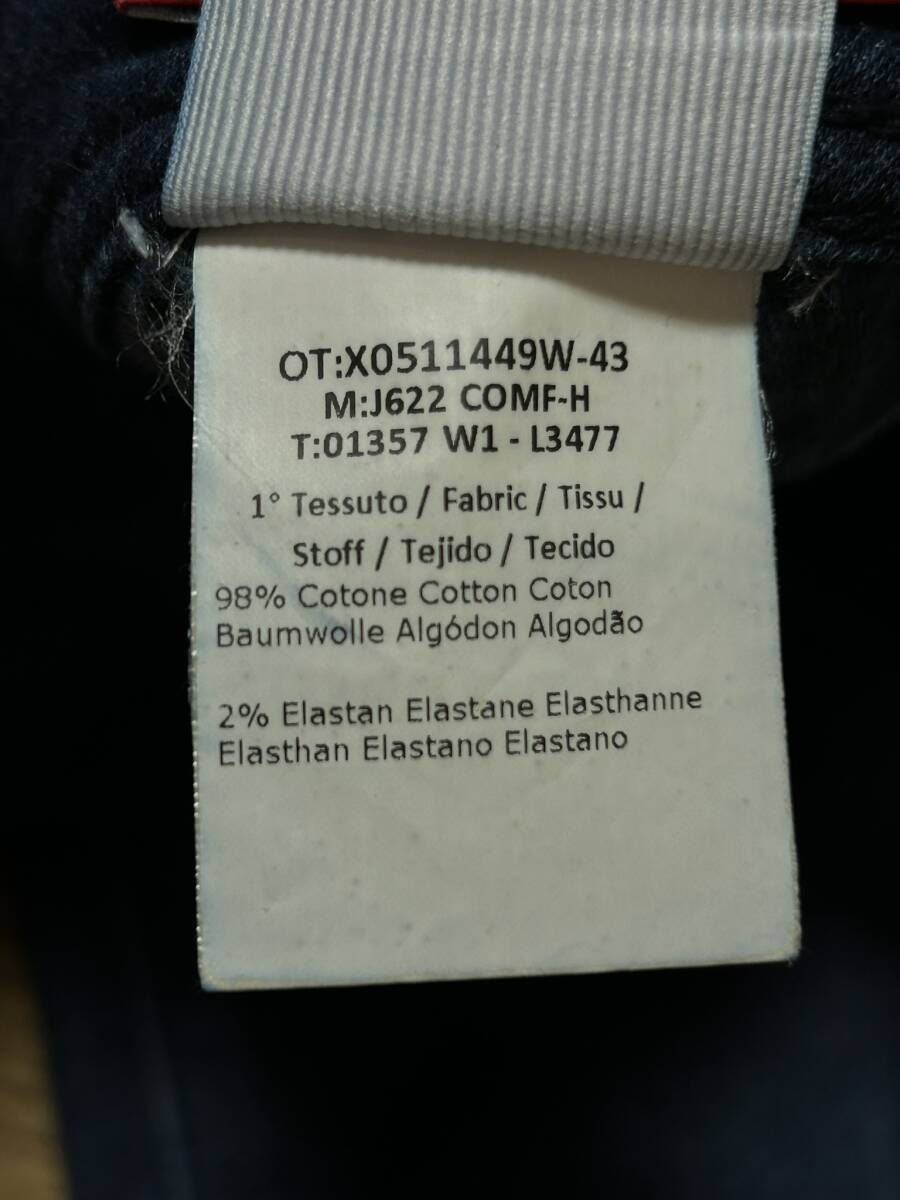 OT:X0511449W-43
M:J622 COMF-H
T:01357 W1 - L3477
1° Tessuto / Fabric / Tissu /
Stoff / Tejido / Tecido
98% Cotone Cotton Coton
Baumwolle Algódon Algodão
2% Elastan Elastane Elasthanne
Elasthan Elastano Elastano